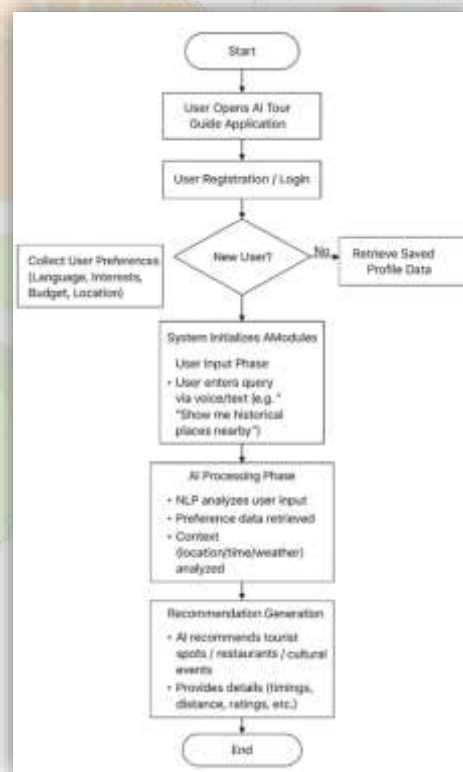 Start
User Opens AI Tour
Guide Application
User Registration / Login
New User?
No
Collect User Preferences
(Language, Interests,
Budget, Location)
Retrieve Saved
Profile Data
System Initializes AModules
User Input Phase
• User enters query
via voice/text (e.g. "
"Show me historical
places nearby")
AI Processing Phase
• NLP analyzes user input
• Preference data retrieved
• Context
(location/time/weather)
analyzed
Recommendation Generation
• AI recommends tourist
spots / restaurants / cultural
events
• Provides details (timings,
distance, ratings, etc.)
End